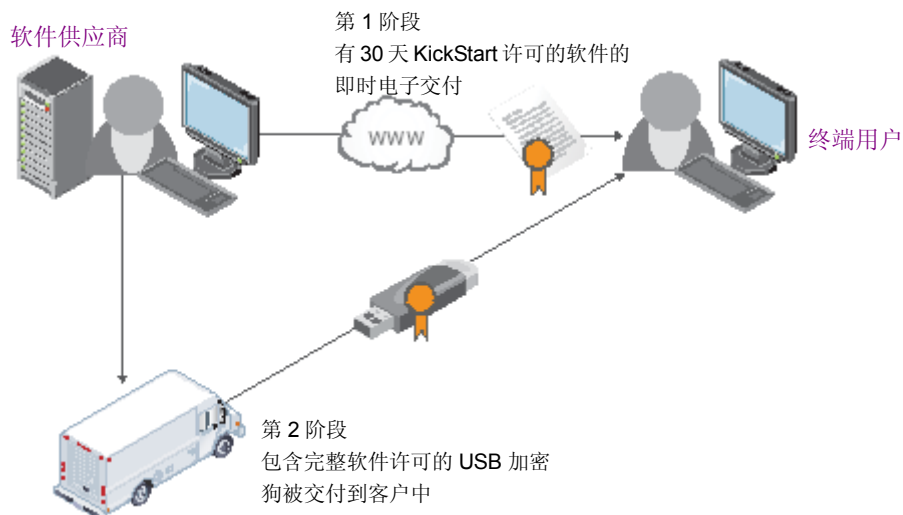 软件供应商
第 1 阶段
有 30 天 KickStart 许可的软件的
即时电子交付
WWW
终端用户
第 2 阶段
包含完整软件许可的 USB 加密
狗被交付到客户中